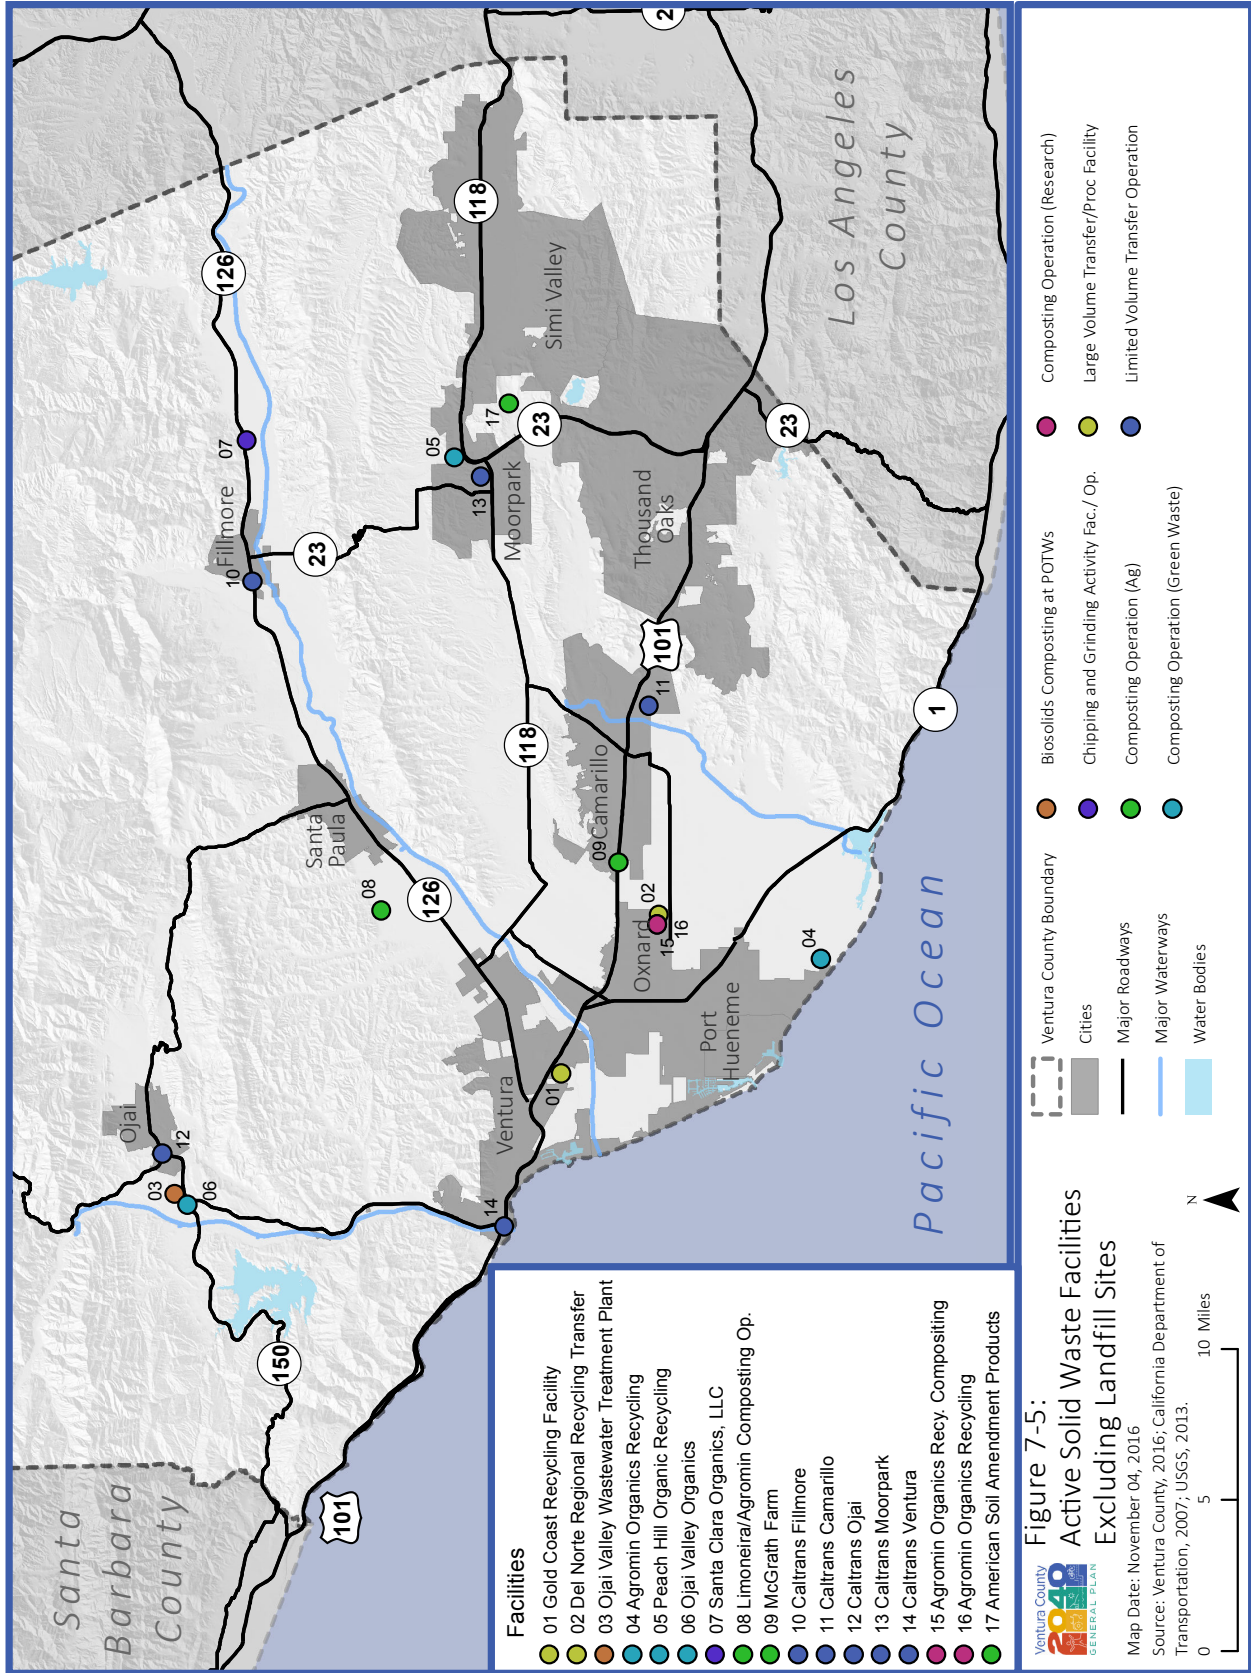 Santa
Barbara
County
101
150
Ojai
12
03
06
14
Ventura
01
126
08
Santa
Paula
10
Fillmore
07
126
23
118
05
13
Moorpark
17
23
118
Simi Valley
Thousand
Oaks
101
11
Camarillo
09
02
15
16
Oxnard
Port
Hueneme
04
1
23
2
Los Angeles
County
Pacific Ocean
Facilities
01 Gold Coast Recycling Facility
02 Del Norte Regional Recycling Transfer
03 Ojai Valley Wastewater Treatment Plant
04 Agromin Organics Recycling
05 Peach Hill Organic Recycling
06 Ojai Valley Organics
07 Santa Clara Organics, LLC
08 Limoneira/Agromin Composting Op.
09 McGrath Farm
10 Caltrans Fillmore
11 Caltrans Camarillo
12 Caltrans Ojai
13 Caltrans Moorpark
14 Caltrans Ventura
15 Agromin Organics Recy. Compositing
16 Agromin Organics Recycling
17 American Soil Amendment Products
Ventura County
2040
GENERAL PLAN
Figure 7-5:
Active Solid Waste Facilities
Excluding Landfill Sites
Map Date: November 04, 2016
Source: Ventura County, 2016; California Department of
Transportation, 2007; USGS, 2013.
0
5
10 Miles
N
Ventura County Boundary
Cities
Major Roadways
Major Waterways
Water Bodies
Biosolids Composting at POTWs
Chipping and Grinding Activity Fac./ Op.
Composting Operation (Ag)
Composting Operation (Green Waste)
Composting Operation (Research)
Large Volume Transfer/Proc Facility
Limited Volume Transfer Operation